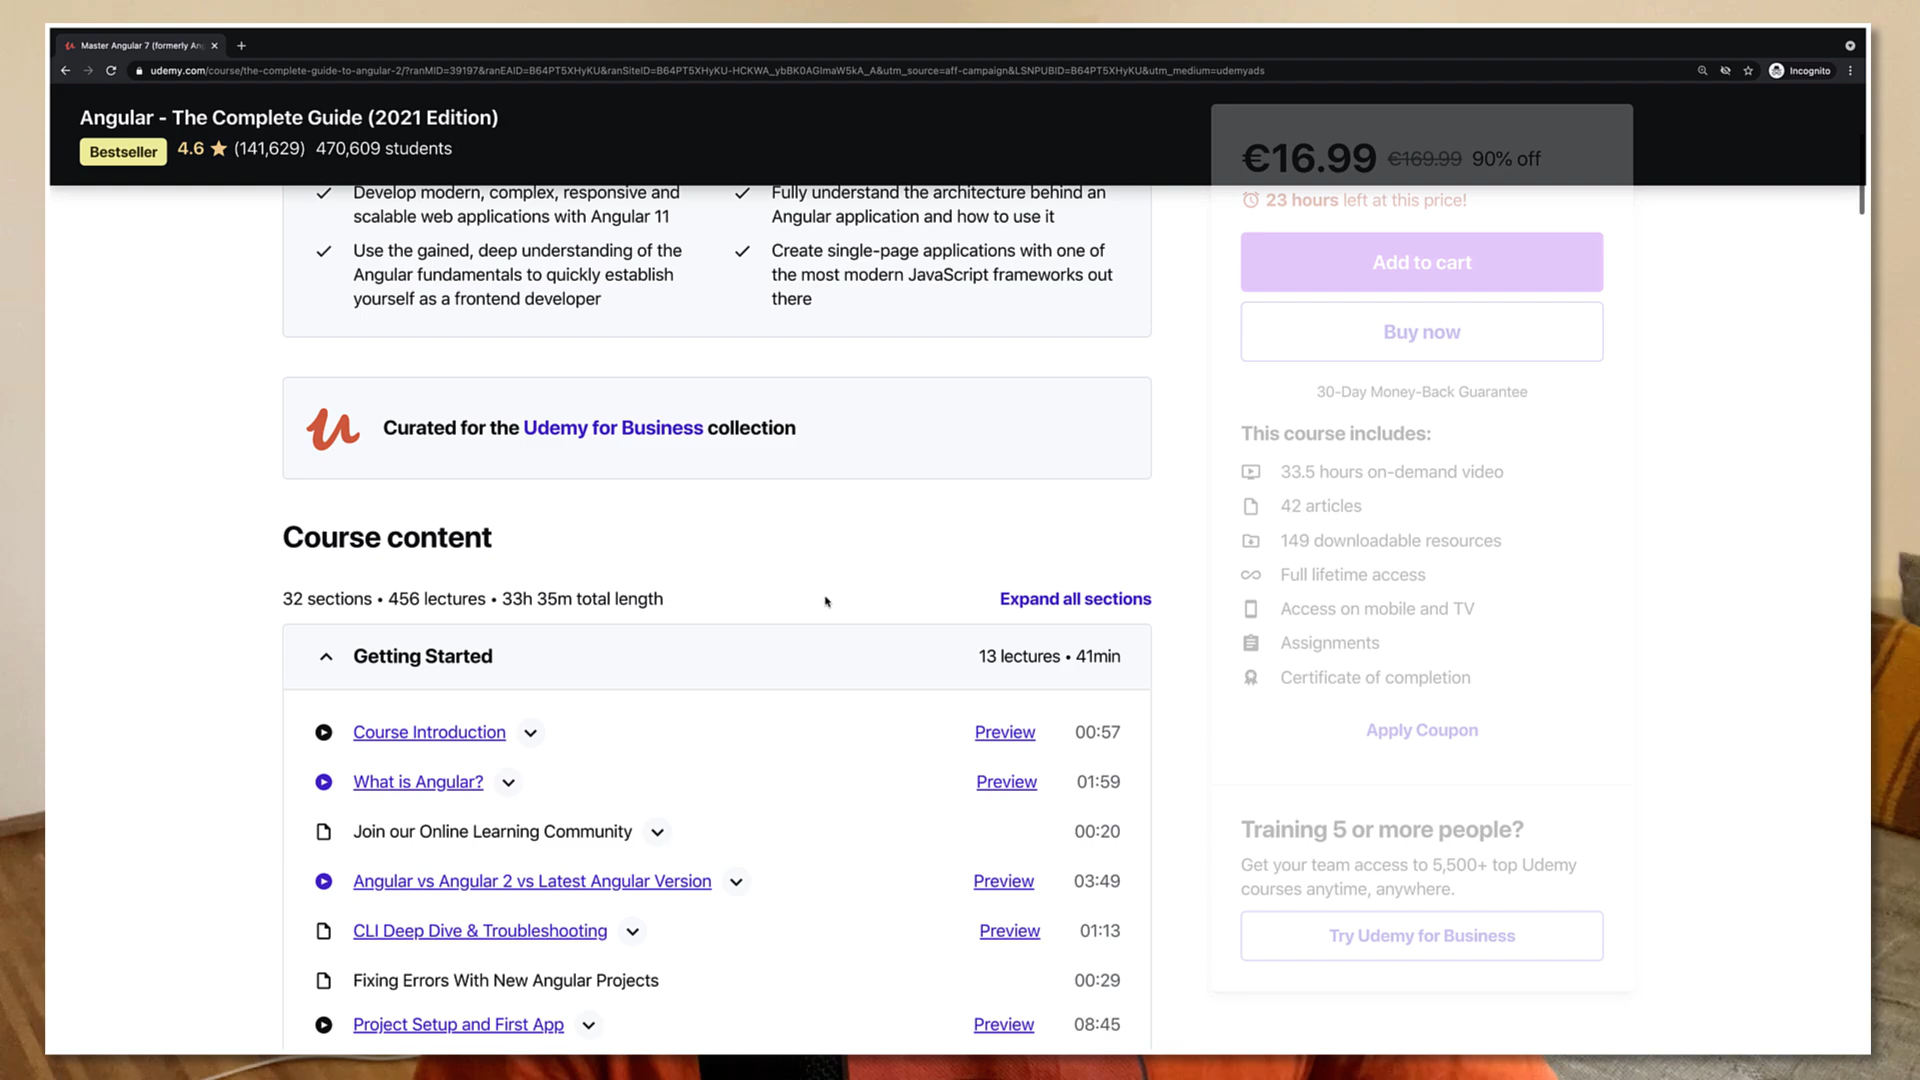 Master Angular 7 (formerly An
udemy.com/course/the-complete-guide-to-angular-2/?ranMID=39197&ranEAID=B64PT5XHyKU&ranSiteID=B64PT5XHyKU-HCKWA_ybBK0AGlmaW5kA_A&utm_source=aff-campaign&LSNPUBID=B64PT5XHyKU&utm_medium=udemyads
Incognito
Angular - The Complete Guide (2021 Edition)
Bestseller 4.6 (141,629) 470,609 students
Develop modern, complex, responsive and
scalable web applications with Angular 11
Use the gained, deep understanding of the
Angular fundamentals to quickly establish
yourself as a frontend developer
Fully understand the architecture behind an
Angular application and how to use it
Create single-page applications with one of
the most modern JavaScript frameworks out
there
Curated for the Udemy for Business collection
Course content
32 sections • 456 lectures • 33h 35m total length
Expand all sections
Getting Started 13 lectures • 41min
Course Introduction Preview 00:57
What is Angular? Preview 01:59
Join our Online Learning Community 00:20
Angular vs Angular 2 vs Latest Angular Version Preview 03:49
CLI Deep Dive & Troubleshooting Preview 01:13
Fixing Errors With New Angular Projects 00:29
Project Setup and First App Preview 08:45
€16.99 €169.99 90% off
23 hours left at this price!
Add to cart
Buy now
30-Day Money-Back Guarantee
This course includes:
33.5 hours on-demand video
42 articles
149 downloadable resources
Full lifetime access
Access on mobile and TV
Assignments
Certificate of completion
Apply Coupon
Training 5 or more people?
Get your team access to 5,500+ top Udemy
courses anytime, anywhere.
Try Udemy for Business